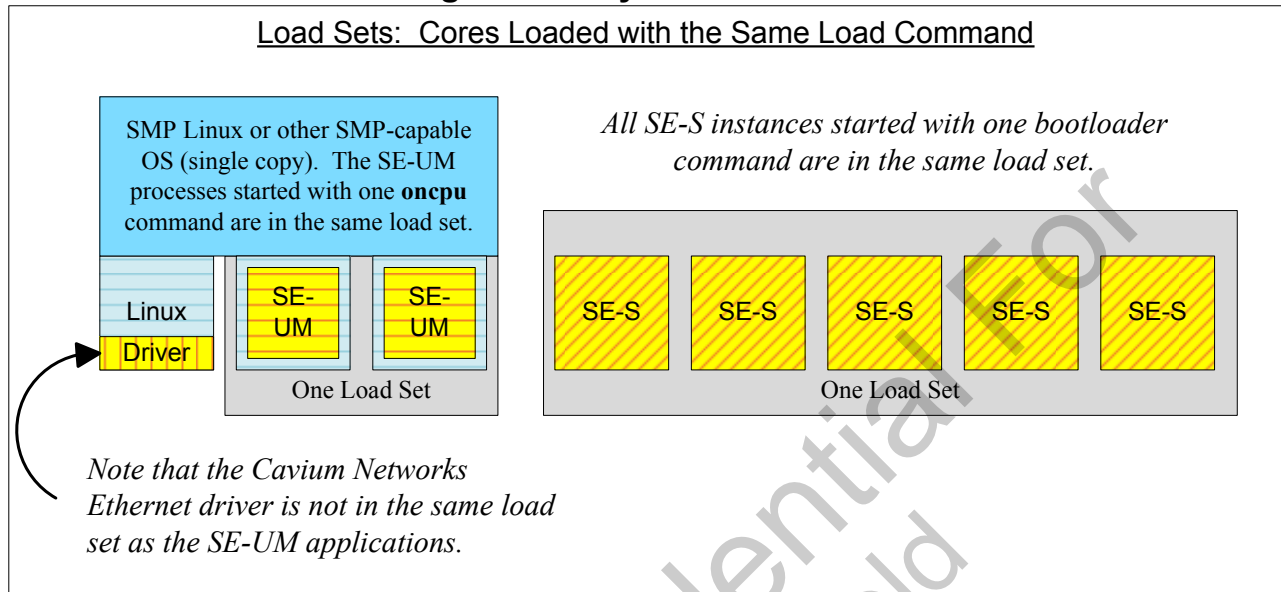 Load Sets:  Cores Loaded with the Same Load Command
SMP Linux or other SMP-capable
OS (single copy).  The SE-UM
processes started with one oncpu
command are in the same load set.
All SE-S instances started with one bootloader
command are in the same load set.
Linux
Driver
SE-
UM
SE-
UM
One Load Set
SE-S
SE-S
SE-S
SE-S
SE-S
One Load Set
Note that the Cavium Networks
Ethernet driver is not in the same load
set as the SE-UM applications.
For